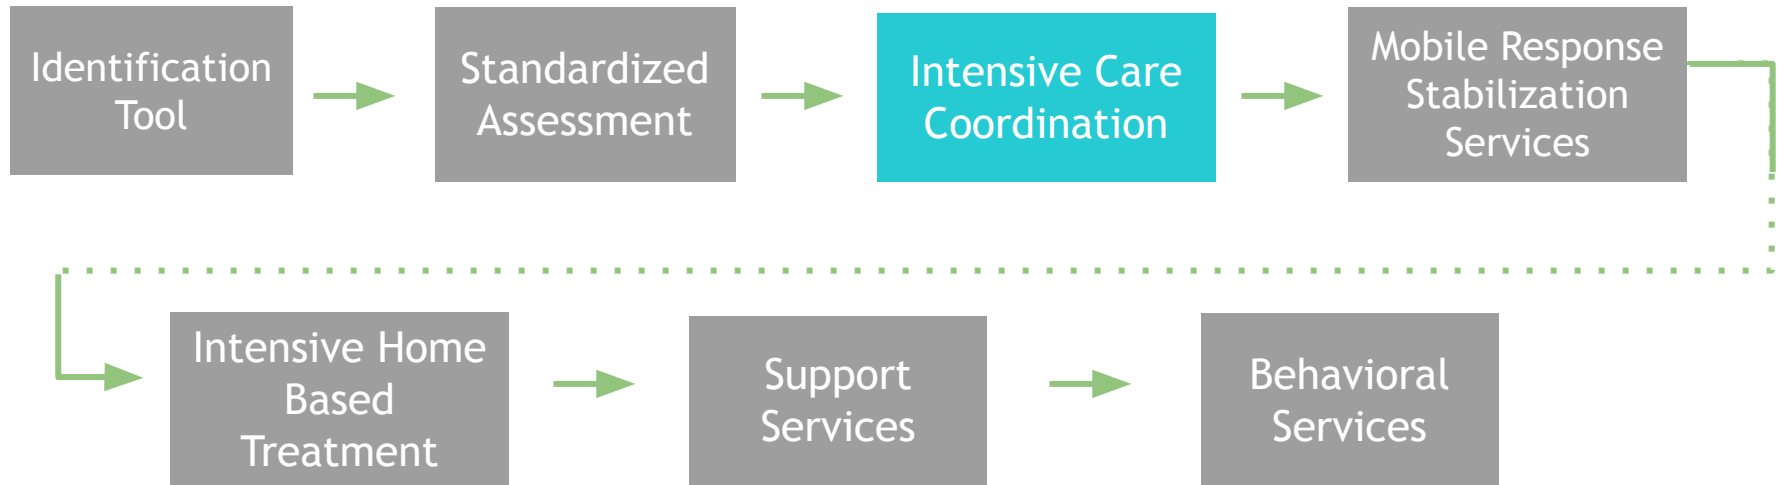 Identification
Tool
Standardized
Assessment
Intensive Care
Coordination
Mobile Response
Stabilization
Services
Intensive Home
Based
Treatment
Support
Services
Behavioral
Services